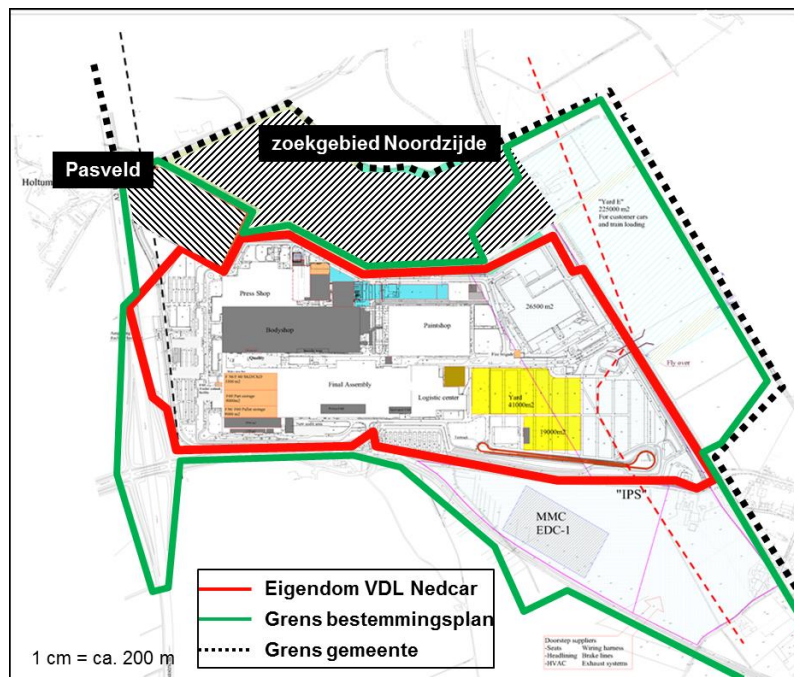 zoekgebied Noordzijde
Pasveld
Holtum
"Yard E"
225000 m2
For customer cars
and train loading
Press Shop
26500 m2
Bodyshop
Paintshop
Quality
Final Assembly
Logistic center
Yard
41000m2
19000m2
Fly over
"IPS"
MMC
EDC-1
Eigendom VDL Nedcar
Grens bestemmingsplan
Grens gemeente
1 cm = ca. 200 m
Doorstep suppliers
-Seats Wiring harness
-Headlining Brake lines
-HVAC Exhaust systems